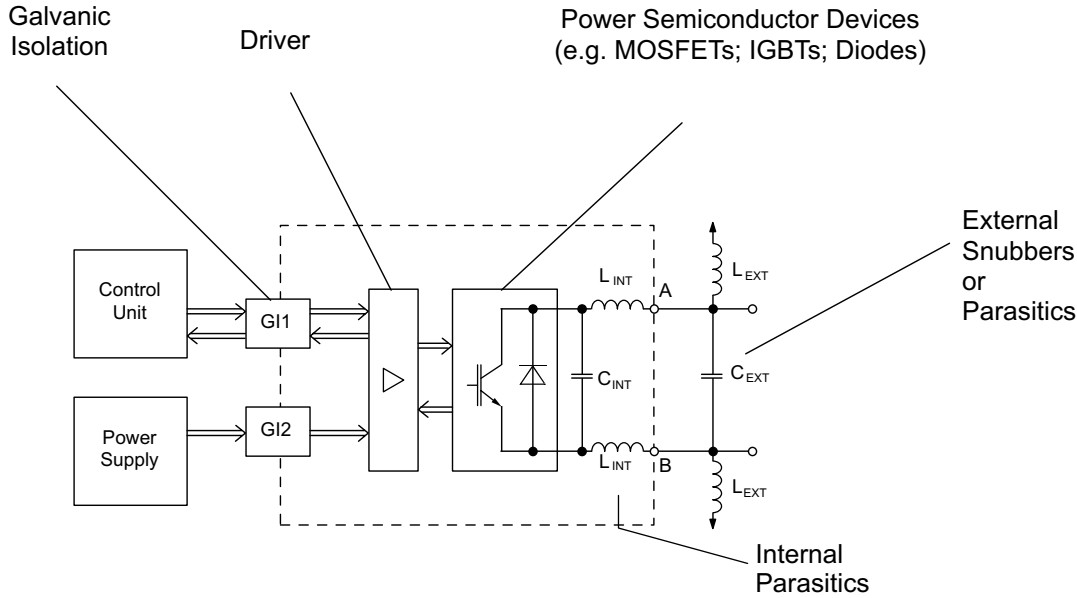 Galvanic
Isolation
Driver
Power Semiconductor Devices
(e.g. MOSFETs; IGBTs; Diodes)
External
Snubbers
or
Parasitics
Control
Unit
GI1
Power
Supply
GI2
L INT
A
L EXT
C INT
C EXT
L INT
B
L EXT
Internal
Parasitics